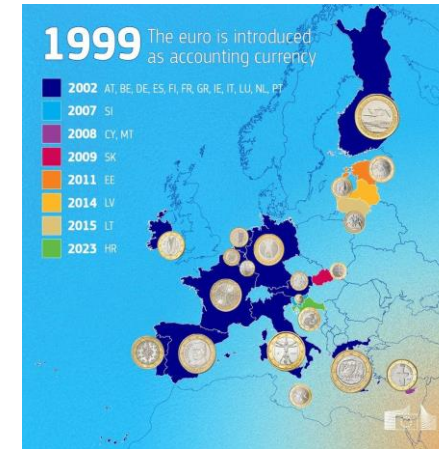 1999 The euro is introduced
as accounting currency
2002 AT, BE, DE, ES, FI, FR, GR, IE, IT, LU, NL, PT
2007 SI
2008 CY, MT
2009 SK
2011 EE
2014 LV
2015 LT
2023 HR